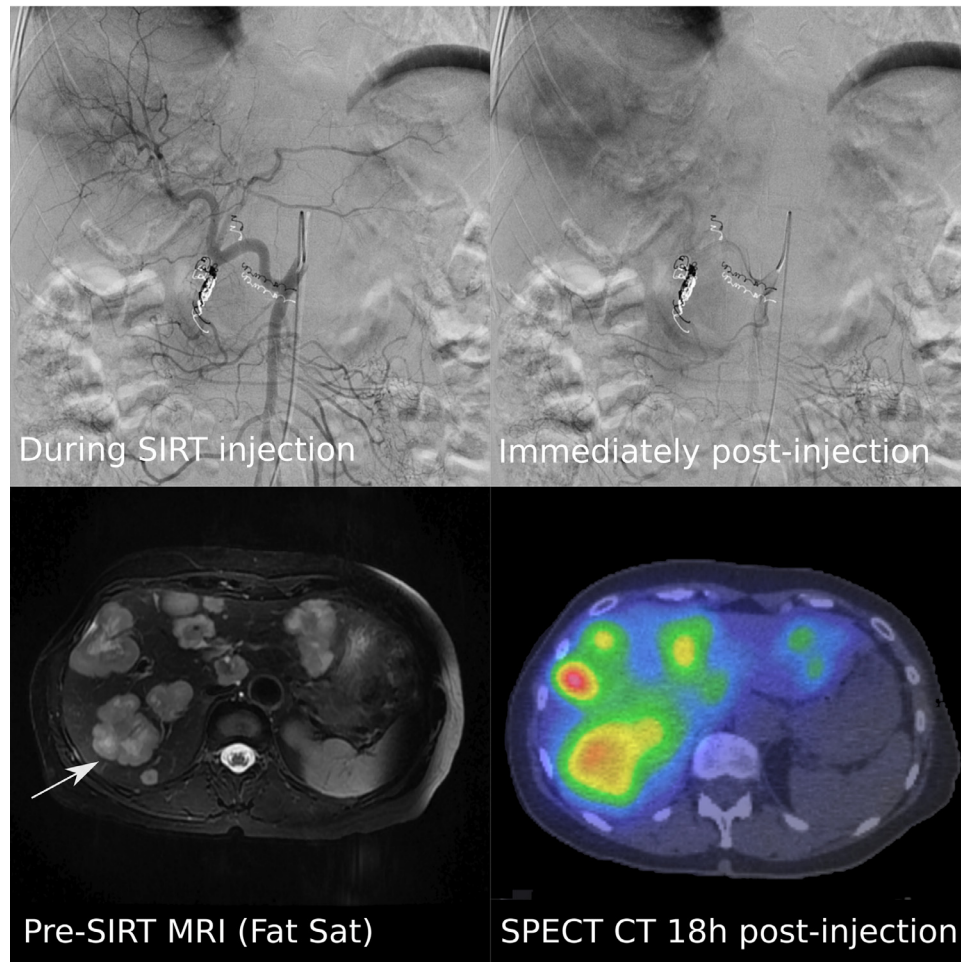 During SIRT injection
Immediately post-injection
Pre-SIRT MRI (Fat Sat)
SPECT CT 18h post-injection